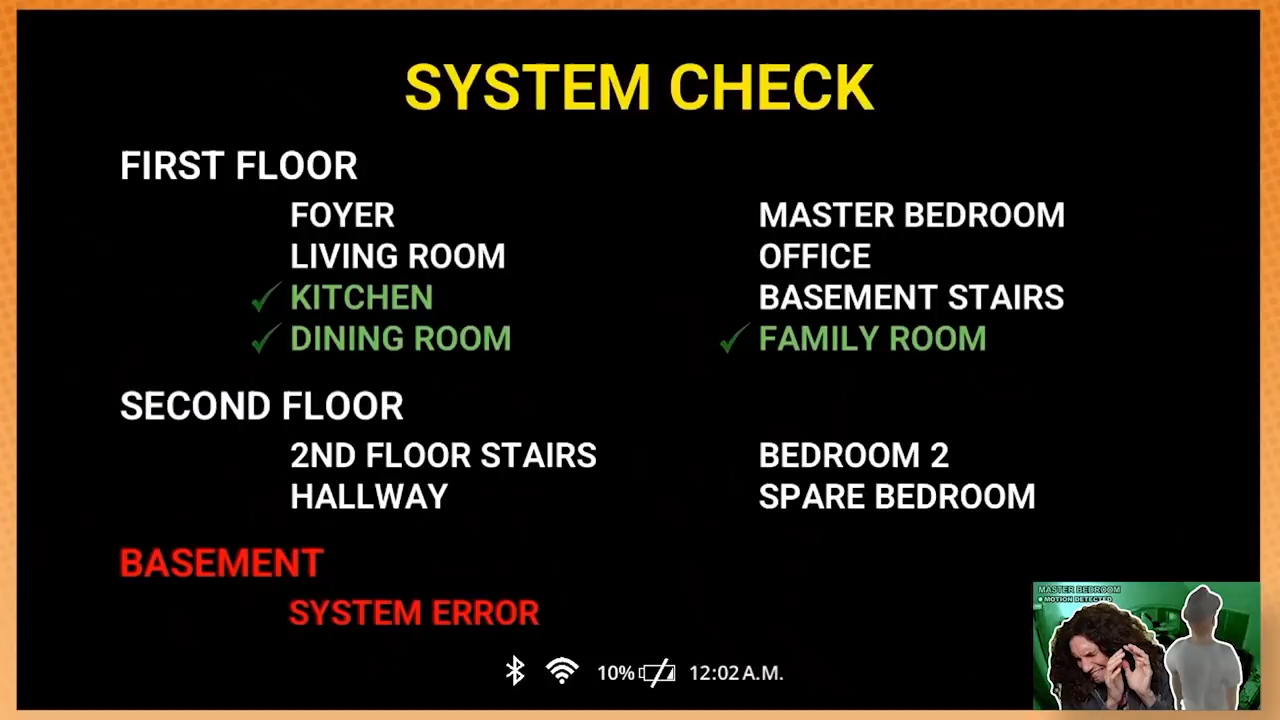 SYSTEM CHECK
FIRST FLOOR
FOYER
LIVING ROOM
KITCHEN
DINING ROOM
MASTER BEDROOM
OFFICE
BASEMENT STAIRS
FAMILY ROOM
SECOND FLOOR
2ND FLOOR STAIRS
HALLWAY
BEDROOM 2
SPARE BEDROOM
BASEMENT
SYSTEM ERROR
10% 12:02 A.M.
MASTER BEDROOM
MOTION DETECTED